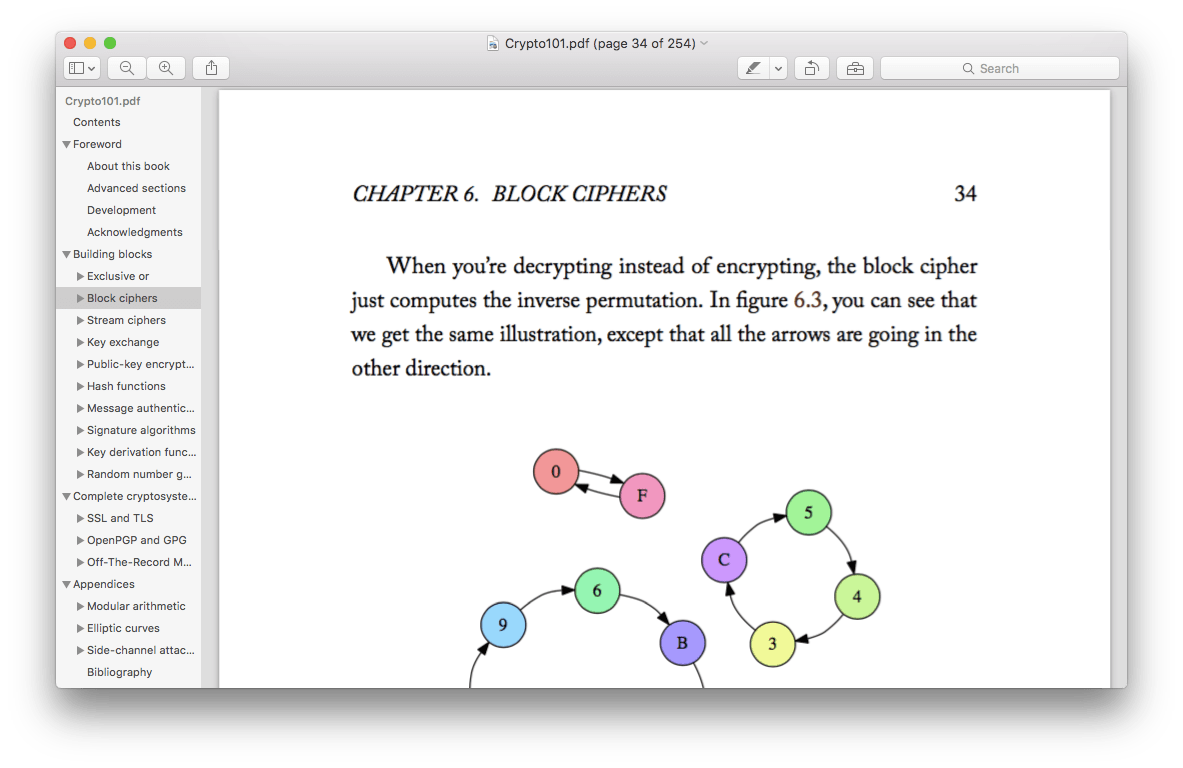 Crypto101.pdf (page 34 of 254)
Search
Crypto101.pdf
Contents
Foreword
About this book
Advanced sections
Development
Acknowledgments
Building blocks
Exclusive or
Block ciphers
Stream ciphers
Key exchange
Public-key encrypt...
Hash functions
Message authentic...
Signature algorithms
Key derivation func...
Random number g...
Complete cryptosyste...
SSL and TLS
OpenPGP and GPG
Off-The-Record M...
Appendices
Modular arithmetic
Elliptic curves
Side-channel attac...
Bibliography
CHAPTER 6. BLOCK CIPHERS 34
When you're decrypting instead of encrypting, the block cipher
just computes the inverse permutation. In figure 6.3, you can see that
we get the same illustration, except that all the arrows are going in the
other direction.
0
F
5
C
4
3
6
9
B